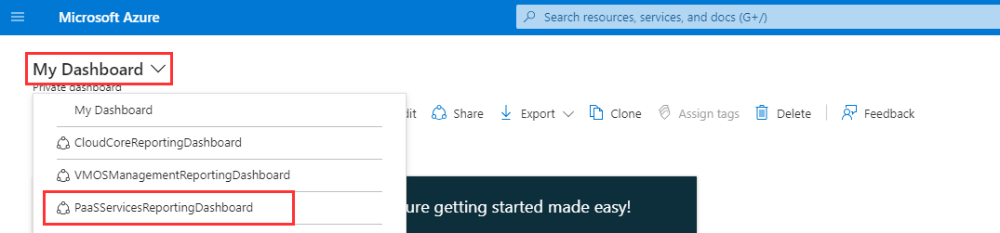 Microsoft Azure
Search resources, services, and docs (G+/)
My Dashboard
Private dashboard
My Dashboard
dit Share Export Clone Assign tags Delete Feedback
CloudCoreReportingDashboard
VMOSManagementReportingDashboard
PaaSServicesReportingDashboard
ure getting started made easy!